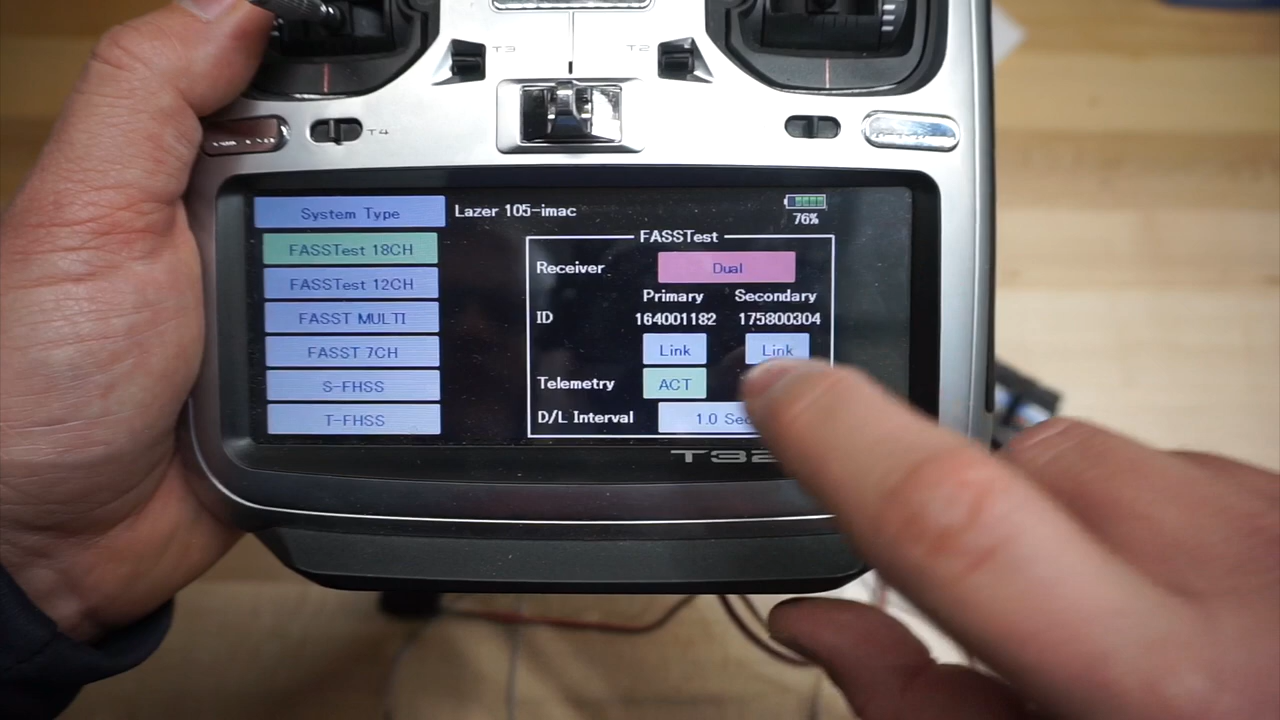 T3
T2
T4
System Type
Lazer 105-imac
76%
FASSTest 18CH
FASSTest 12CH
FASST MULTI
FASST 7CH
S-FHSS
T-FHSS
FASSTest
Receiver
Dual
Primary
Secondary
ID
164001182
175800304
Link
Link
Telemetry
ACT
D/L Interval
1.0